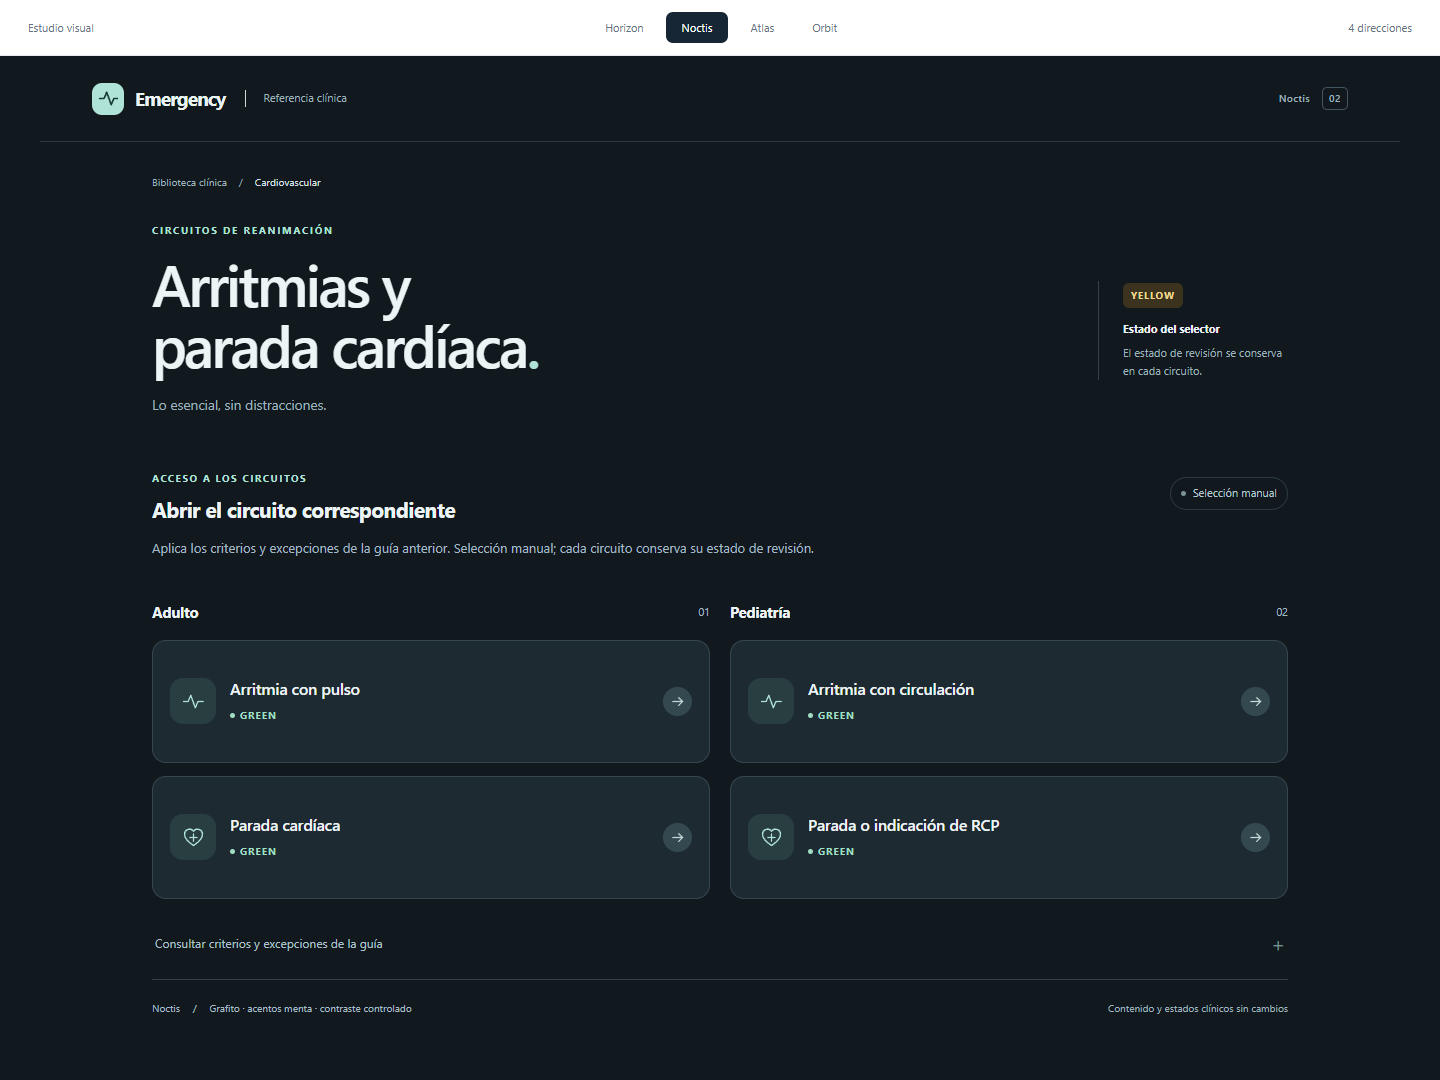 Estudio visual
Horizon
Noctis
Atlas
Orbit
4 direcciones
Emergency
Referencia clínica
Noctis
02
Biblioteca clínica / Cardiovascular
CIRCUITOS DE REANIMACIÓN
Arritmias y
parada cardíaca.
Lo esencial, sin distracciones.
YELLOW
Estado del selector
El estado de revisión se conserva
en cada circuito.
ACCESO A LOS CIRCUITOS
Abrir el circuito correspondiente
Selección manual
Aplica los criterios y excepciones de la guía anterior. Selección manual; cada circuito conserva su estado de revisión.
Adulto
01
Arritmia con pulso
GREEN
Parada cardíaca
GREEN
Pediatría
02
Arritmia con circulación
GREEN
Parada o indicación de RCP
GREEN
Consultar criterios y excepciones de la guía
Noctis / Grafito · acentos menta · contraste controlado
Contenido y estados clínicos sin cambios